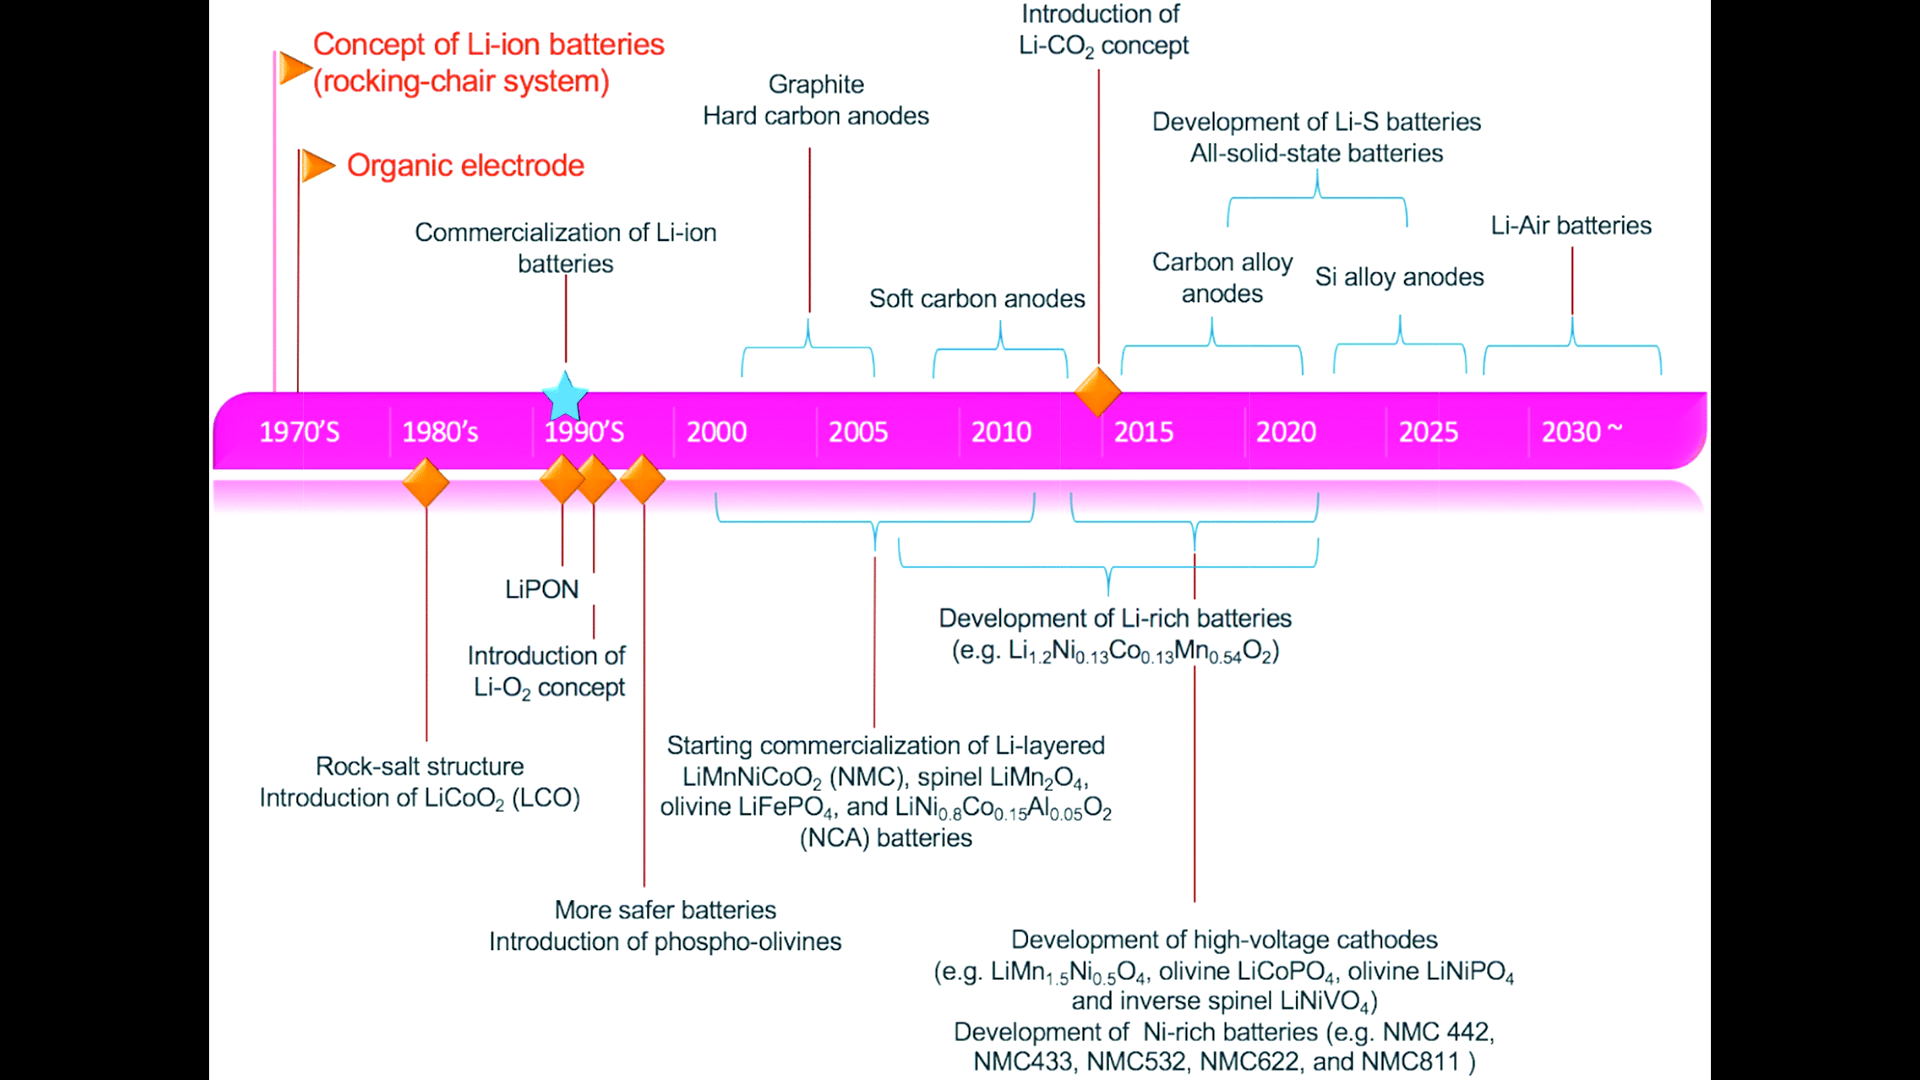 Introduction of
Li-CO₂ concept
Concept of Li-ion batteries
(rocking-chair system)
Graphite
Hard carbon anodes
Development of Li-S batteries
All-solid-state batteries
Organic electrode
Commercialization of Li-ion
batteries
Li-Air batteries
Carbon alloy
anodes
Si alloy anodes
Soft carbon anodes
1970'S 1980's 1990'S 2000 2005 2010 2015 2020 2025 2030 ~
LiPON
Development of Li-rich batteries
(e.g. Li₁.₂Ni₀.₁₃Co₀.₁₃Mn₀.₅₄O₂)
Introduction of
Li-O₂ concept
Rock-salt structure
Introduction of LiCoO₂ (LCO)
Starting commercialization of Li-layered
LiMnNiCoO₂ (NMC), spinel LiMn₂O₄,
olivine LiFePO₄, and LiNi₀.₈Co₀.₁₅Al₀.₀₅O₂
(NCA) batteries
More safer batteries
Introduction of phospho-olivines
Development of high-voltage cathodes
(e.g. LiMn₁.₅Ni₀.₅O₄, olivine LiCoPO₄, olivine LiNiPO₄
and inverse spinel LiNiVO₄)
Development of Ni-rich batteries (e.g. NMC 442,
NMC433, NMC532, NMC622, and NMC811 )